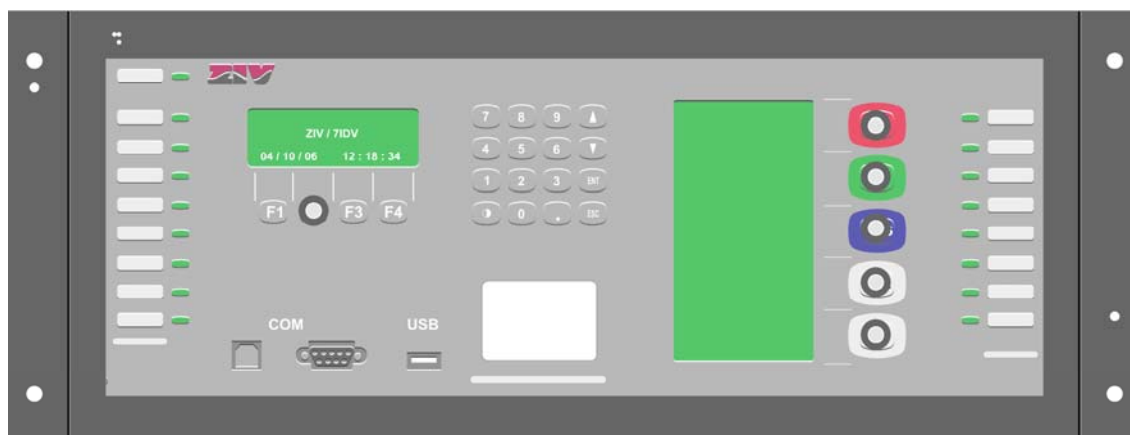 ZIV
ZIV / 7IDV
04 / 10 / 06 12 : 18 : 34
F1 F3 F4
7 8 9
4 5 6
1 2 3 ENT
0 . ESC
COM
USB